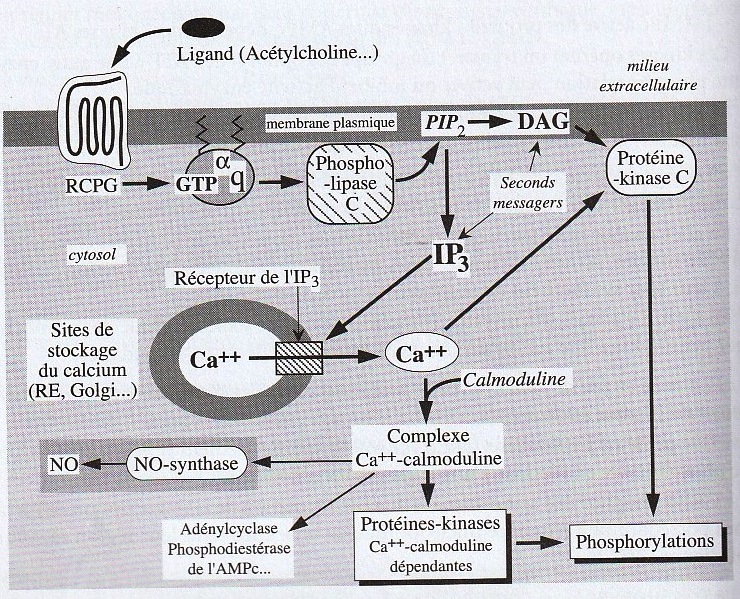 Ligand (Acétylcholine...)
milieu
extracellulaire
membrane plasmique
PIP2
DAG
RCPG
GTP
α
q
Phospho
-lipase
C
Protéine
-kinase C
Seconds
messagers
cytosol
IP3
Récepteur de l'IP3
Sites de
stockage
du calcium
(RE, Golgi...)
Ca++
Ca++
Calmoduline
Complexe
Ca++-calmoduline
NO
NO-synthase
Adénylcyclase
Phosphodiestérase
de l'AMPc...
Protéines-kinases
Ca++-calmoduline
dépendantes
Phosphorylations